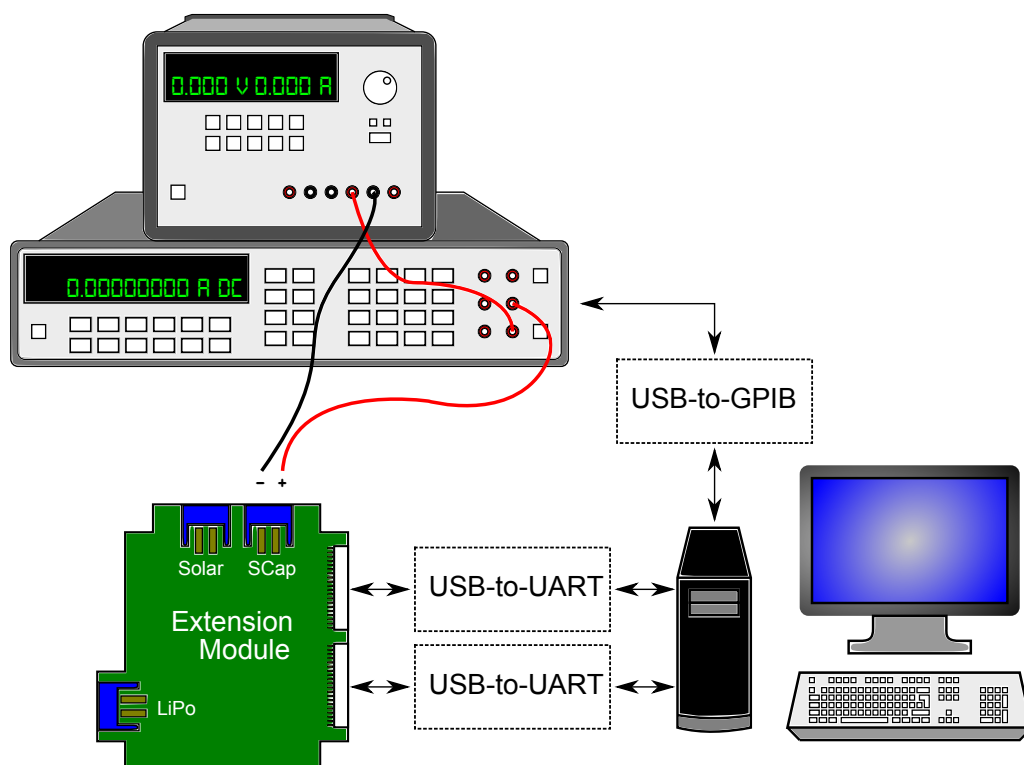 0.000 V 0.000 A
0.00000000 A DC
USB-to-GPIB
- +
Solar SCap
USB-to-UART
Extension
Module
USB-to-UART
LiPo